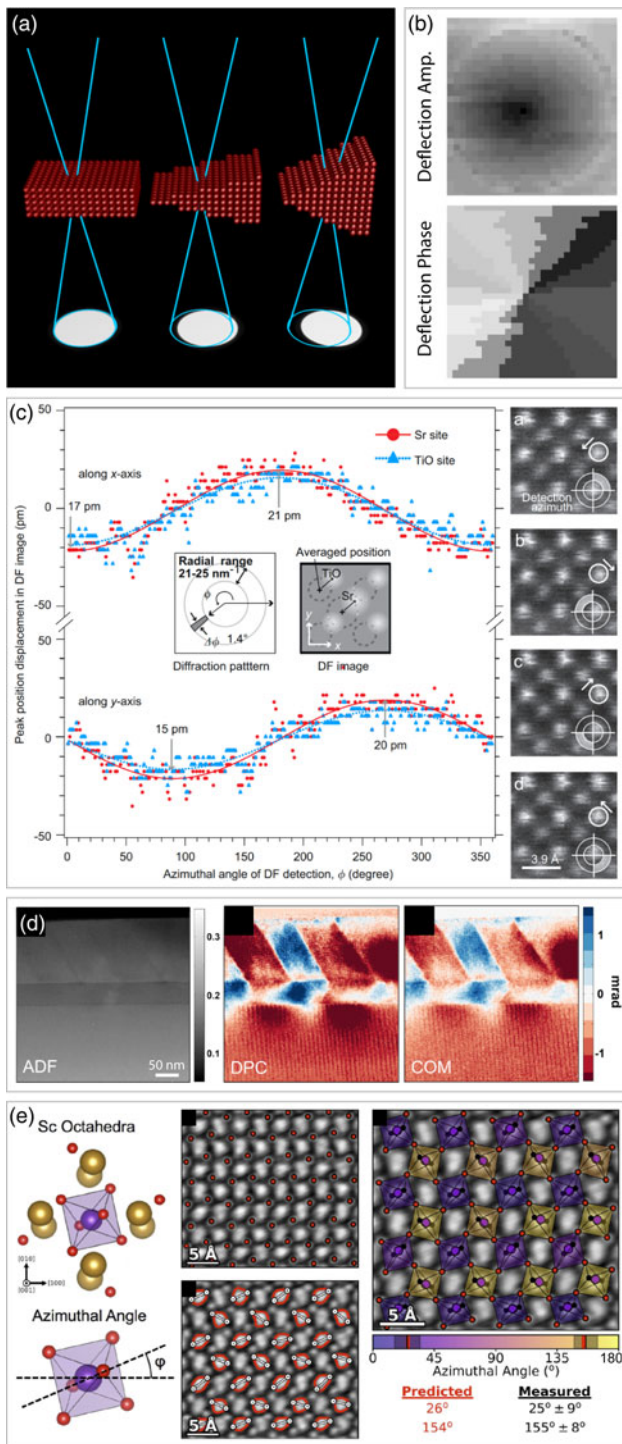 (a)
(b)
Deflection Amp.
Deflection Phase
(c)
50
0
-50
50
0
-50
Peak position displacement in DF image (pm)
along x-axis
17 pm
21 pm
Sr site
TiO site
Radial range
21-25 nm⁻¹
ϕ
Δϕ 1.4°
Diffraction patttern
Averaged position
TiO
Sr
y
x
DF image
along y-axis
15 pm
20 pm
0 50 100 150 200 250 300 350
Azimuthal angle of DF detection, ϕ (degree)
a
Detection
azimuth
b
c
d
3.9 Å
(d)
ADF
50 nm
0.3
0.2
0.1
DPC
COM
1
0
-1
mrad
(e)
Sc Octahedra
[010]
[001]
[100]
Azimuthal Angle
φ
5 Å
5 Å
5 Å
0 45 90 135 180
Azimuthal Angle (°)
Predicted Measured
26° 25° ± 9°
154° 155° ± 8°